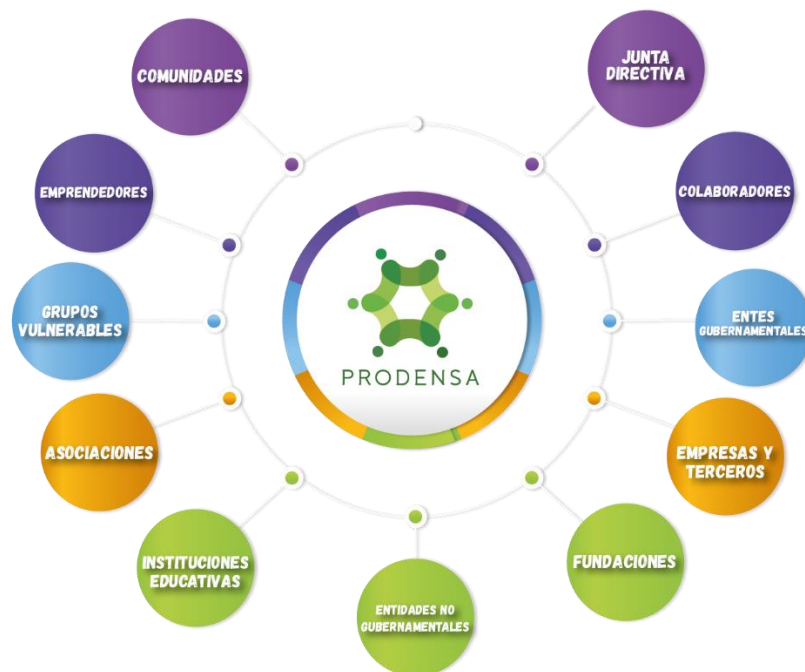 COMUNIDADES
JUNTA
DIRECTIVA
EMPRENDEDORES
COLABORADORES
GRUPOS
VULNERABLES
ENTES
GUBERNAMENTALES
PRODENSA
ASOCIACIONES
EMPRESAS Y
TERCEROS
INSTITUCIONES
EDUCATIVAS
FUNDACIONES
ENTIDADES NO
GUBERNAMENTALES